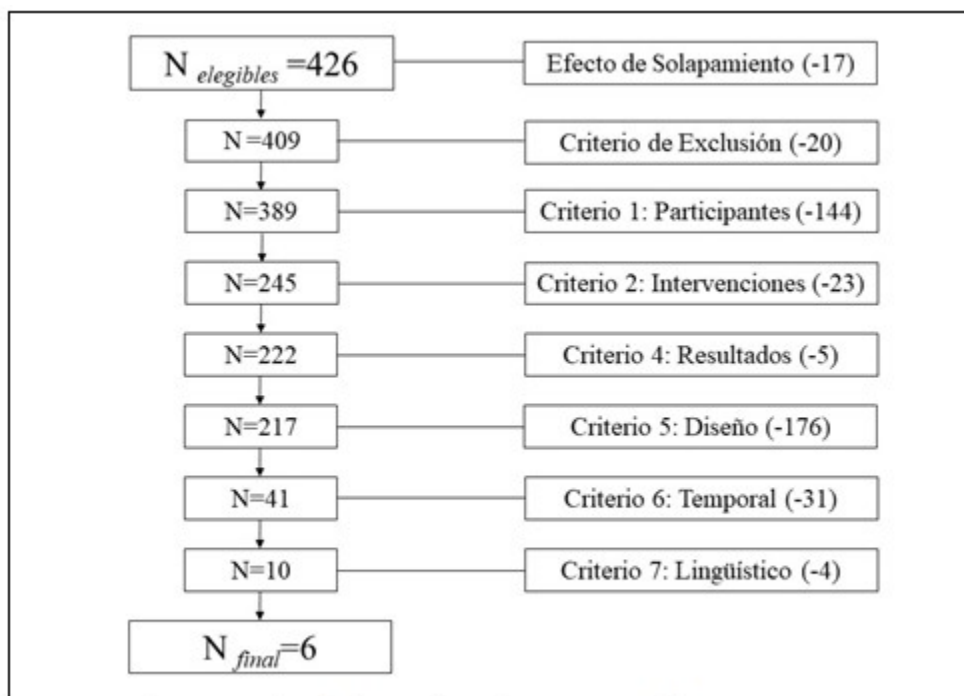 N elegibles =426
Efecto de Solapamiento (-17)
N =409
Criterio de Exclusión (-20)
N=389
Criterio 1: Participantes (-144)
N=245
Criterio 2: Intervenciones (-23)
N=222
Criterio 4: Resultados (-5)
N=217
Criterio 5: Diseño (-176)
N=41
Criterio 6: Temporal (-31)
N=10
Criterio 7: Lingüístico (-4)
N final=6